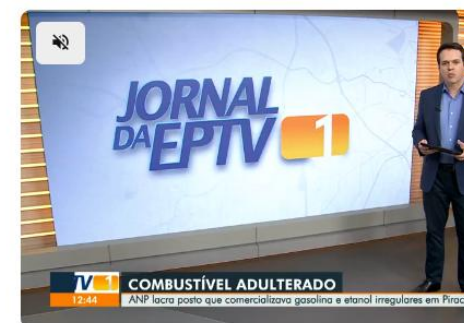 JORNAL
DA EPTV 1
TV 1
COMBUSTÍVEL ADULTERADO
12:44
ANP lacra posto que comercializava gasolina e etanol irregulares em Pirac